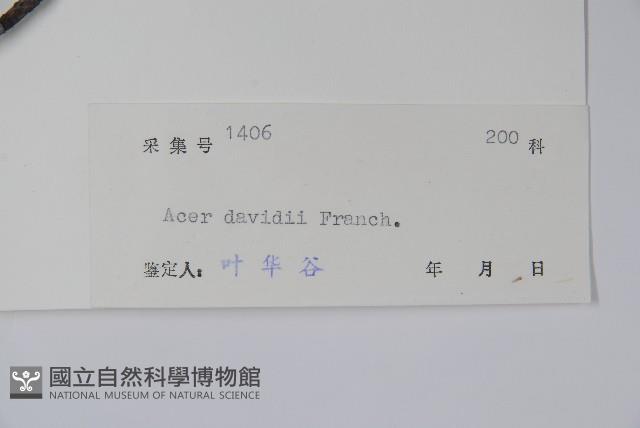 采集号 1406 200 科
Acer davidii Franch.
鉴定人: 叶华谷 年 月 日
國立自然科學博物館
NATIONAL MUSEUM OF NATURAL SCIENCE